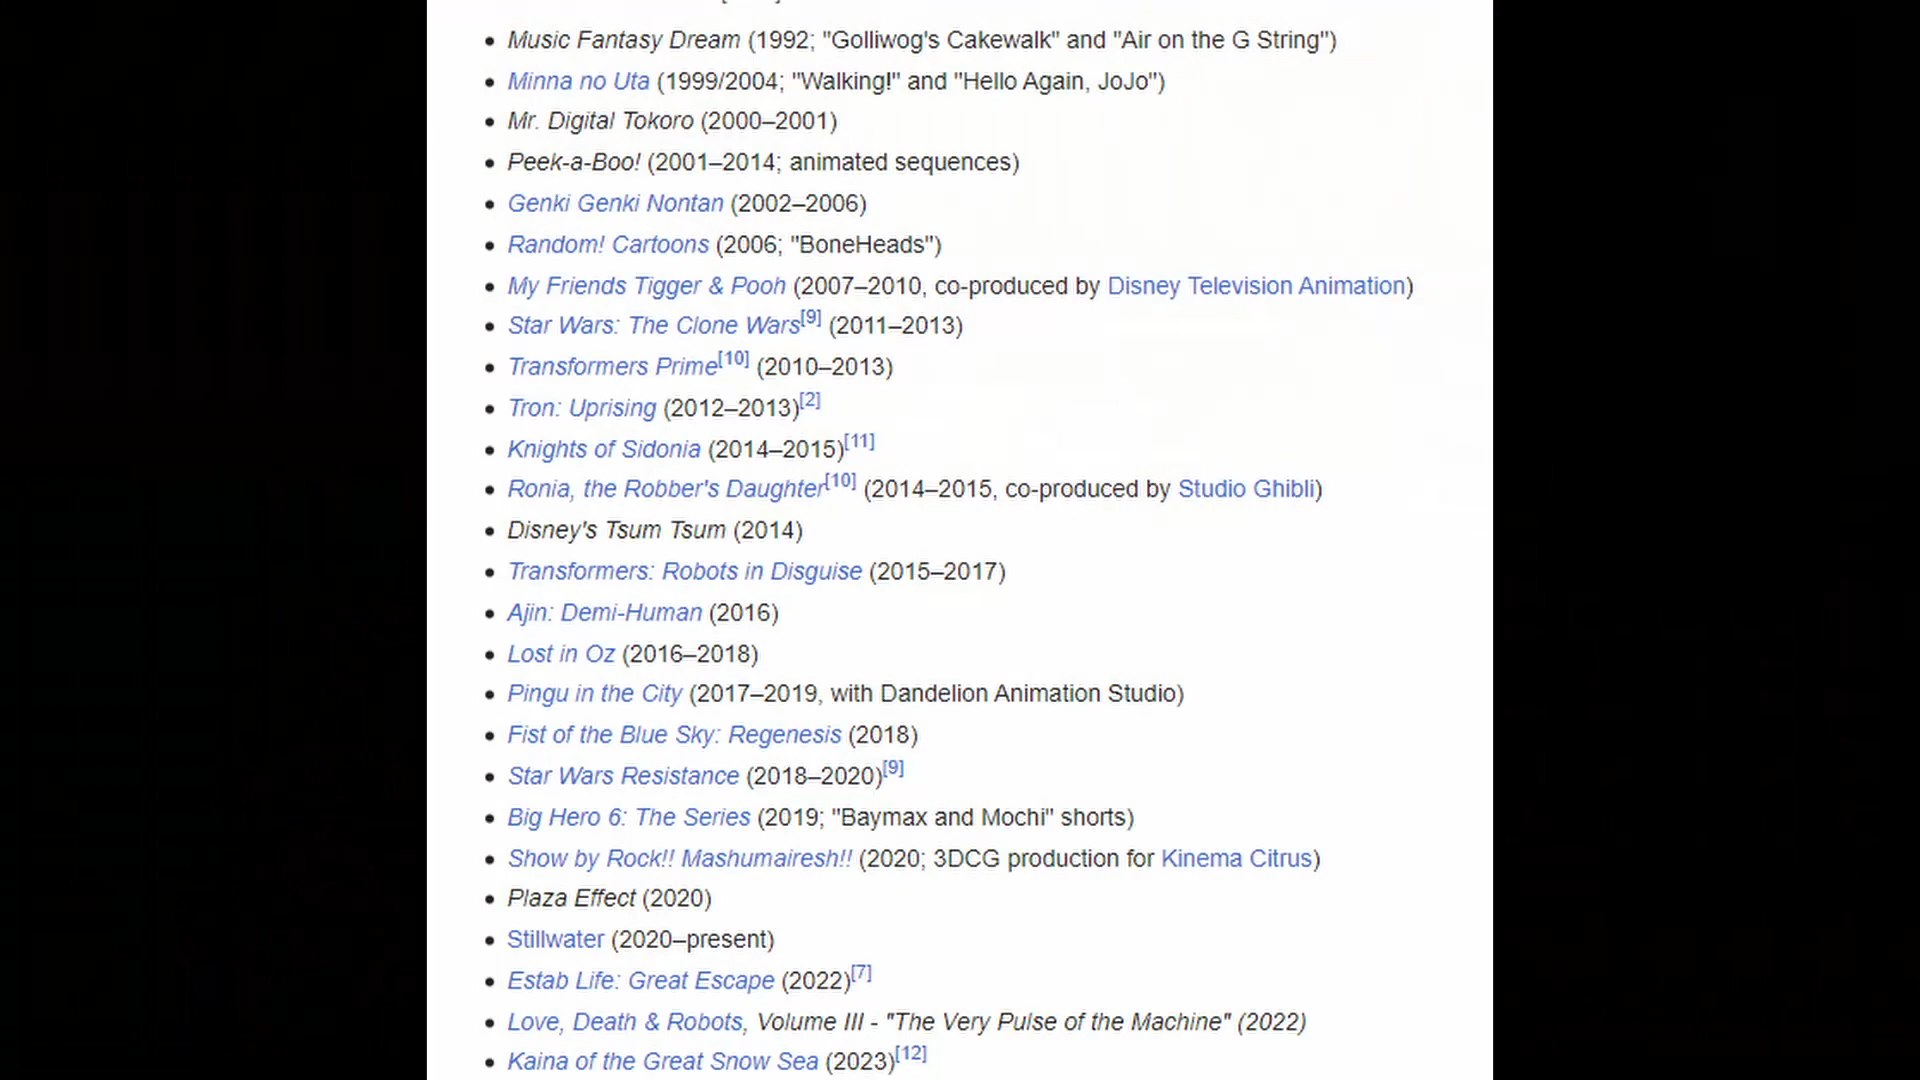 Music Fantasy Dream (1992; "Golliwog's Cakewalk" and "Air on the G String")
Minna no Uta (1999/2004; "Walking!" and "Hello Again, JoJo")
Mr. Digital Tokoro (2000–2001)
Peek-a-Boo! (2001–2014; animated sequences)
Genki Genki Nontan (2002–2006)
Random! Cartoons (2006; "BoneHeads")
My Friends Tigger & Pooh (2007–2010, co-produced by Disney Television Animation)
Star Wars: The Clone Wars[9] (2011–2013)
Transformers Prime[10] (2010–2013)
Tron: Uprising (2012–2013)[2]
Knights of Sidonia (2014–2015)[11]
Ronia, the Robber's Daughter[10] (2014–2015, co-produced by Studio Ghibli)
Disney's Tsum Tsum (2014)
Transformers: Robots in Disguise (2015–2017)
Ajin: Demi-Human (2016)
Lost in Oz (2016–2018)
Pingu in the City (2017–2019, with Dandelion Animation Studio)
Fist of the Blue Sky: Regenesis (2018)
Star Wars Resistance (2018–2020)[9]
Big Hero 6: The Series (2019; "Baymax and Mochi" shorts)
Show by Rock!! Mashumairesh!! (2020; 3DCG production for Kinema Citrus)
Plaza Effect (2020)
Stillwater (2020–present)
Estab Life: Great Escape (2022)[7]
Love, Death & Robots, Volume III - "The Very Pulse of the Machine" (2022)
Kaina of the Great Snow Sea (2023)[12]